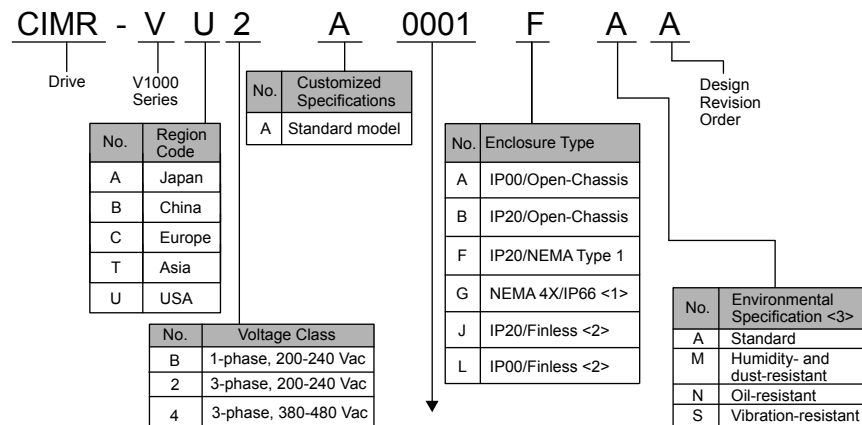 CIMR - V U 2 A 0001 F A A
Drive
V1000
Series
Design
Revision
Order
No. Customized
Specifications
A Standard model
No. Region
Code
A Japan
B China
C Europe
T Asia
U USA
No. Enclosure Type
A IP00/Open-Chassis
B IP20/Open-Chassis
F IP20/NEMA Type 1
G NEMA 4X/IP66 <1>
J IP20/Finless <2>
L IP00/Finless <2>
No. Voltage Class
B 1-phase, 200-240 Vac
2 3-phase, 200-240 Vac
4 3-phase, 380-480 Vac
No. Environmental
Specification <3>
A Standard
M Humidity- and
dust-resistant
N Oil-resistant
S Vibration-resistant